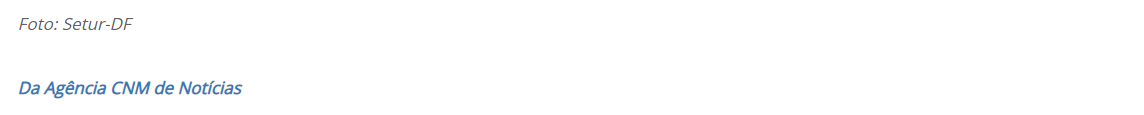 Foto: Setur-DF
Da Agência CNM de Notícias